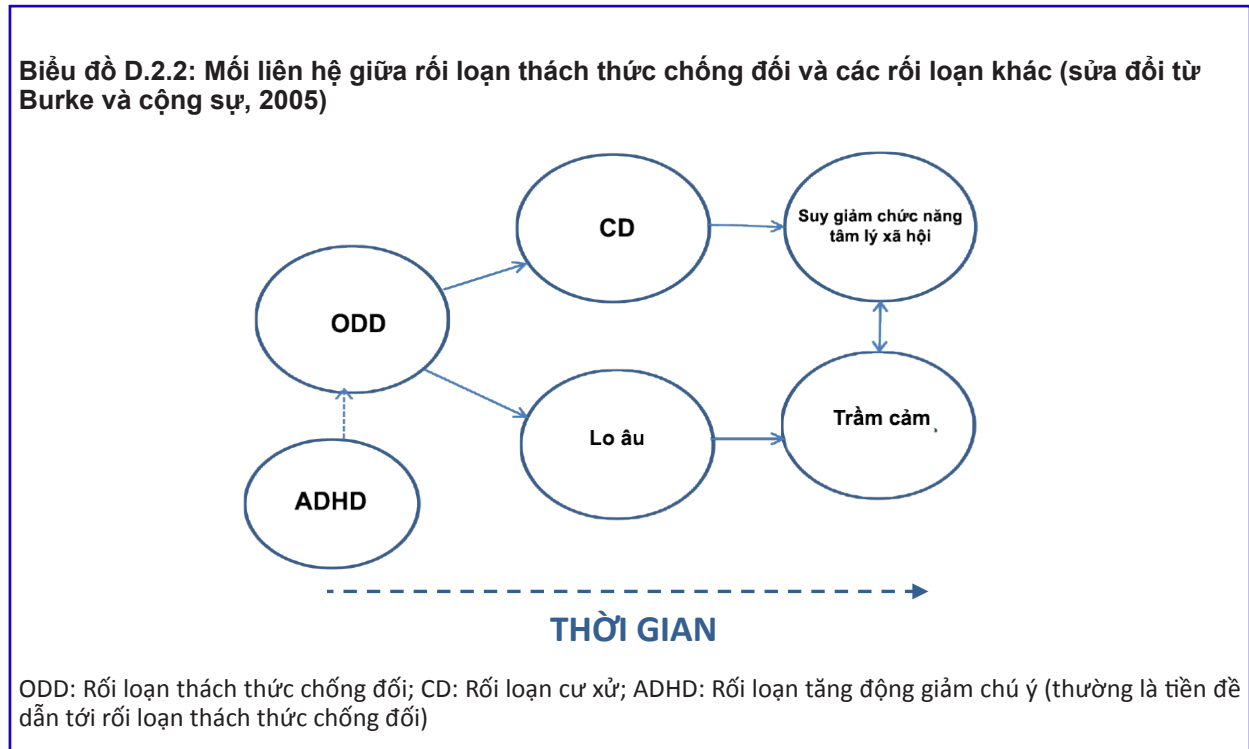 Biểu đồ D.2.2: Mối liên hệ giữa rối loạn thách thức chống đối và các rối loạn khác (sửa đổi từ
Burke và cộng sự, 2005)
CD
Suy giảm chức năng
tâm lý xã hội
ODD
Lo âu
Trầm cảm
ADHD
THỜI GIAN
ODD: Rối loạn thách thức chống đối; CD: Rối loạn cư xử; ADHD: Rối loạn tăng động giảm chú ý (thường là tiền đề
dẫn tới rối loạn thách thức chống đối)